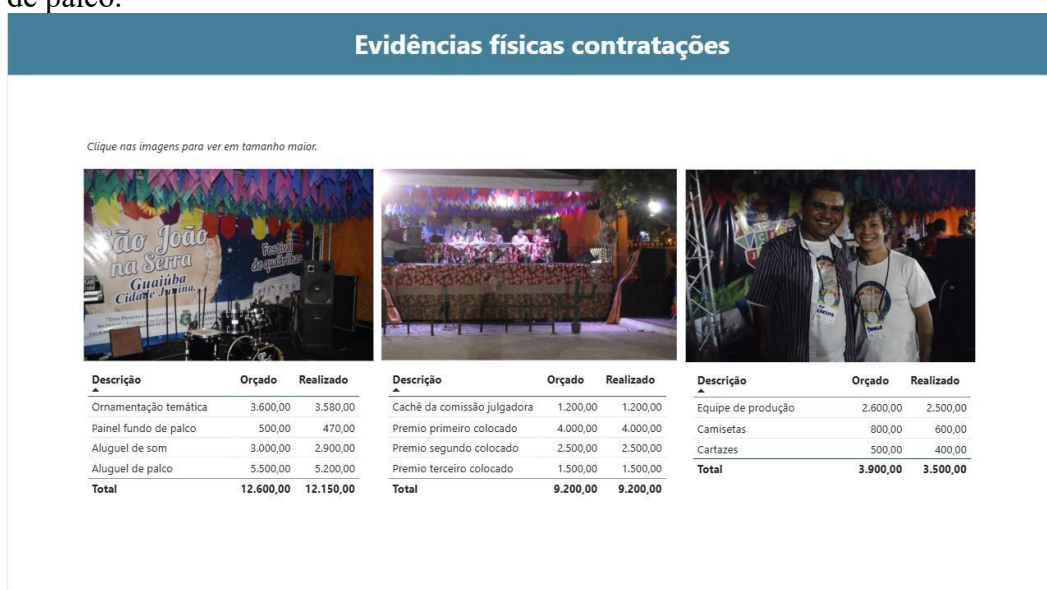 de palco.
Evidências físicas contratações
Clique nas imagens para ver em tamanho maior.
São João
na Serra
Guaiúba
Cidade Junina.
Festival
de quadrilhas
Descrição Orçado Realizado
Ornamentação temática 3.600,00 3.580,00
Painel fundo de palco 500,00 470,00
Aluguel de som 3.000,00 2.900,00
Aluguel de palco 5.500,00 5.200,00
Total 12.600,00 12.150,00
Descrição Orçado Realizado
Cachê da comissão julgadora 1.200,00 1.200,00
Premio primeiro colocado 4.000,00 4.000,00
Premio segundo colocado 2.500,00 2.500,00
Premio terceiro colocado 1.500,00 1.500,00
Total 9.200,00 9.200,00
Descrição Orçado Realizado
Equipe de produção 2.600,00 2.500,00
Camisetas 800,00 600,00
Cartazes 500,00 400,00
Total 3.900,00 3.500,00